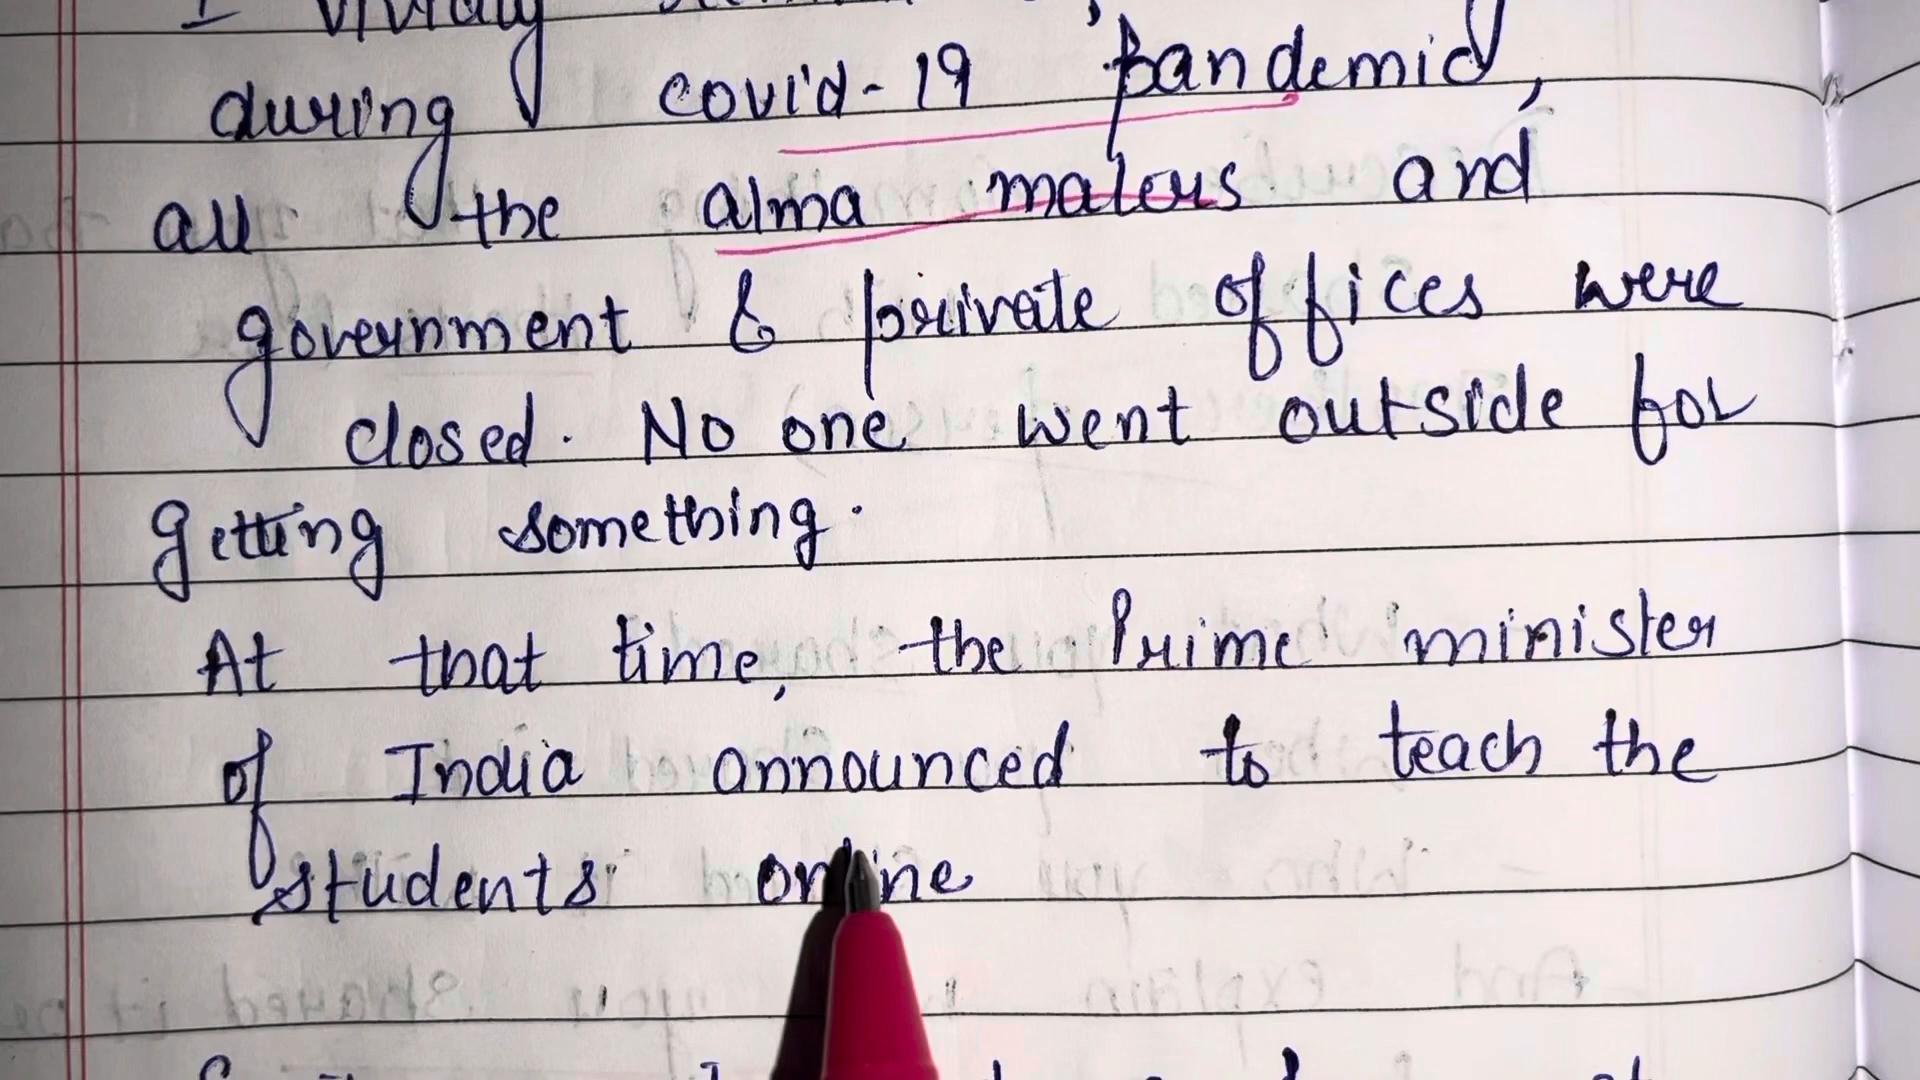 I vividly
during covid-19 pandemic,
all the alma maters and
government & private offices were
closed. No one went outside for
getting something.
At that time, the Prime minister
of India announced to teach the
students online